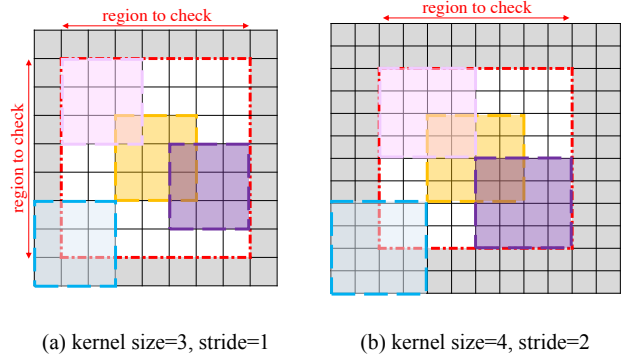 region to check
region to check
region to check
(a) kernel size=3, stride=1
(b) kernel size=4, stride=2